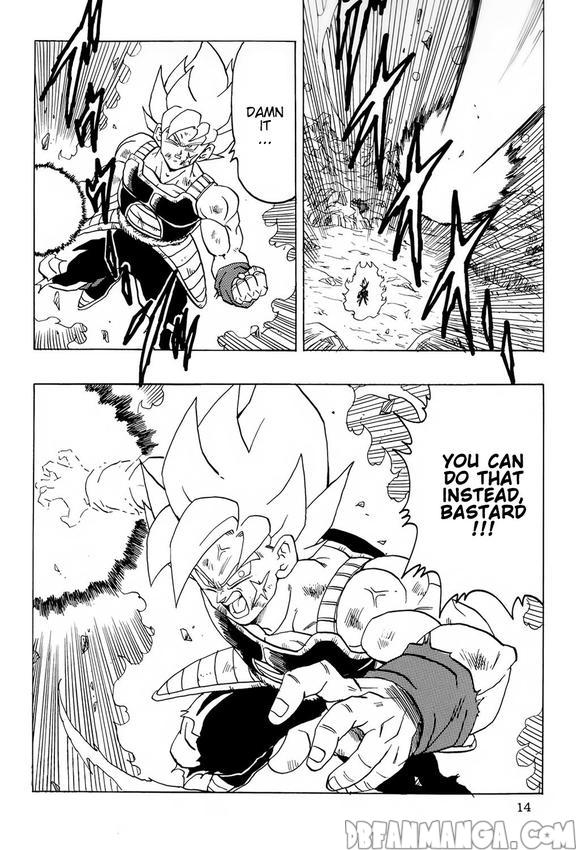 DAMN
IT
...
YOU CAN
DO THAT
INSTEAD,
BASTARD
!!!
14
DBFANMANGA.COM